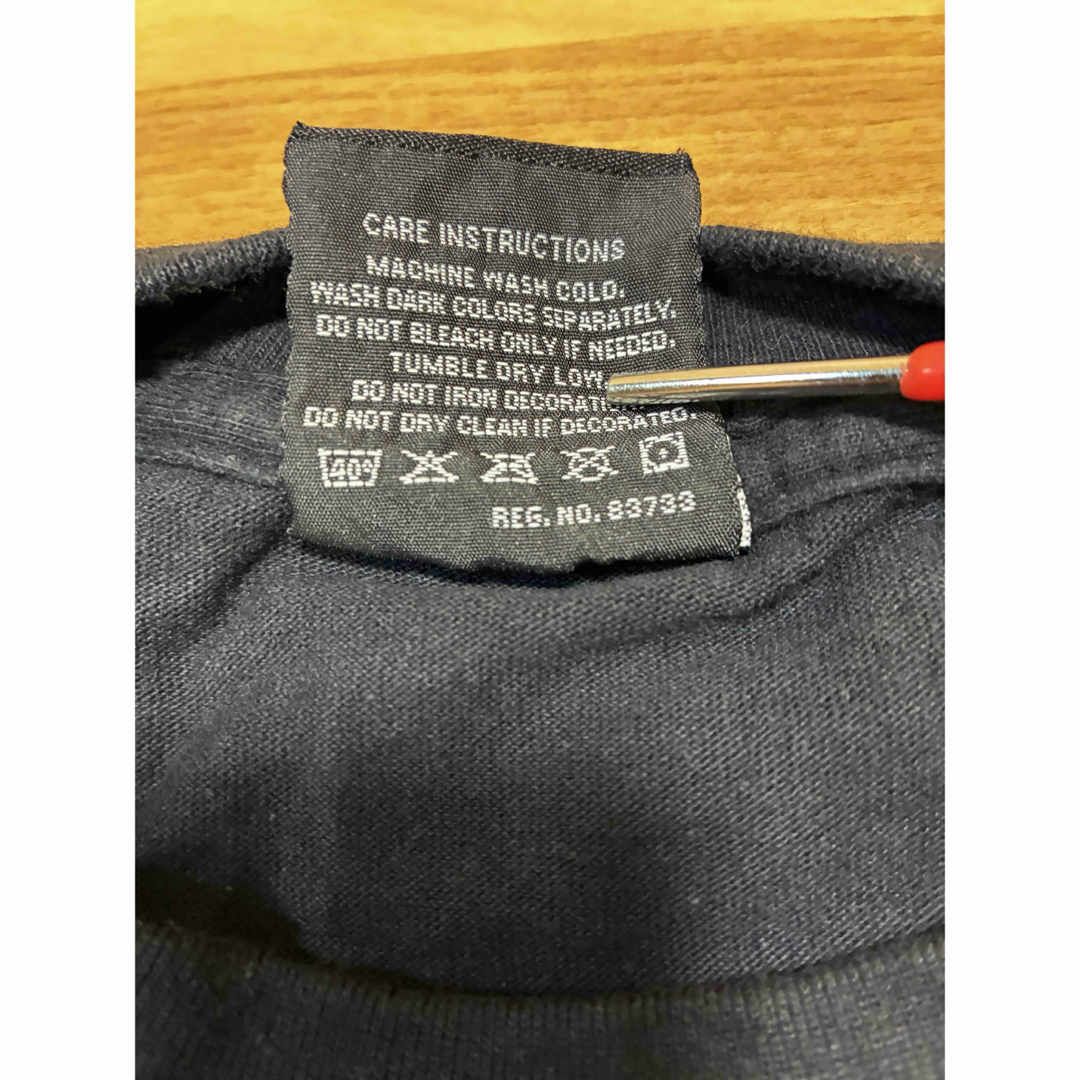 CARE INSTRUCTIONS
MACHINE WASH COLD.
WASH DARK COLORS SEPARATELY.
DO NOT BLEACH ONLY IF NEEDED.
TUMBLE DRY LOW
DO NOT IRON
DO NOT DRY CLEAN IF DECORATED.
40°
REG. NO. 83733